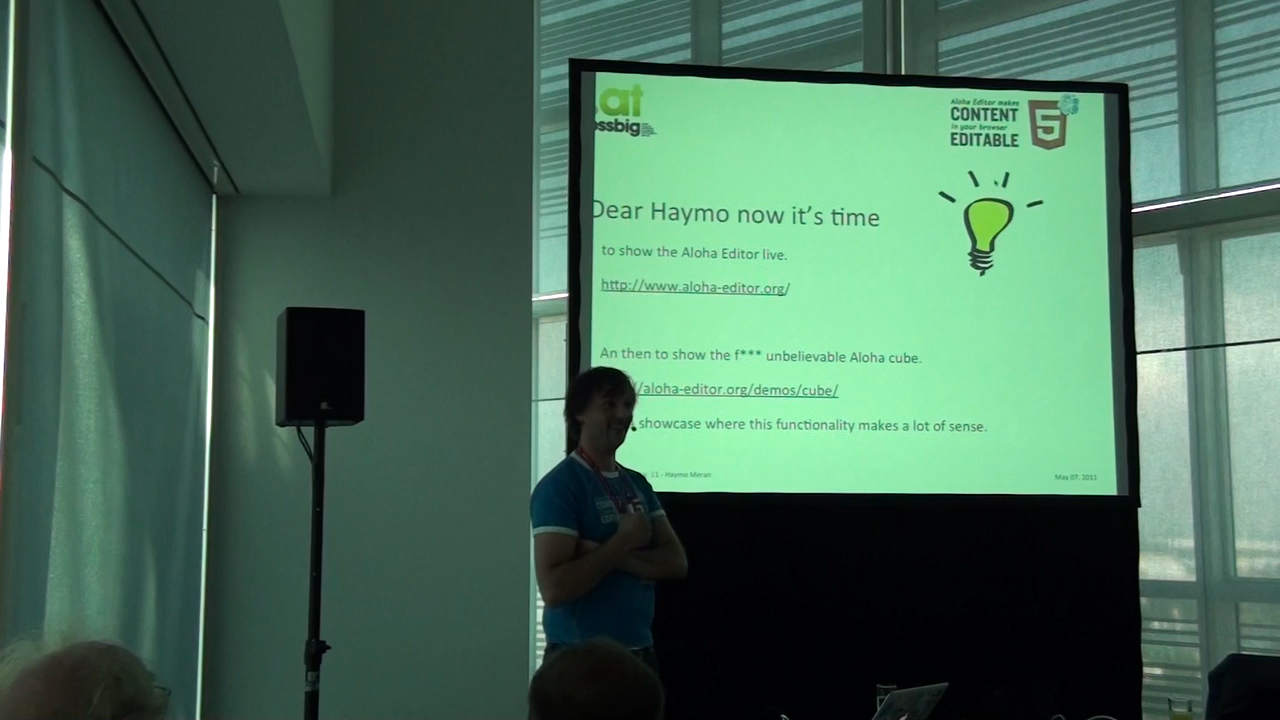 .at
ssbig
Aloha Editor makes
CONTENT
in your browser
EDITABLE
5
Dear Haymo now it's time
to show the Aloha Editor live.
http://www.aloha-editor.org/
An then to show the f*** unbelievable Aloha cube.
/aloha-editor.org/demos/cube/
showcase where this functionality makes a lot of sense.
- Haymo Meran
May 07, 2011